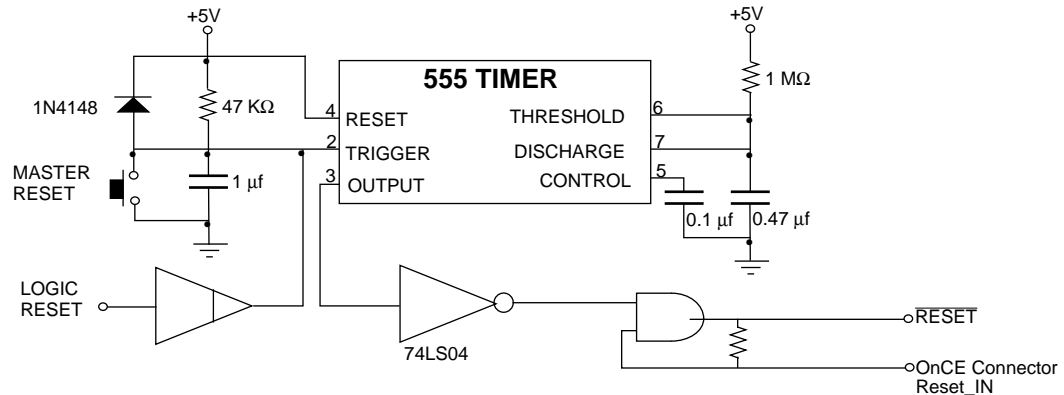 +5V
+5V
555 TIMER
1 MΩ
1N4148
47 KΩ
4
RESET
THRESHOLD
6
2
TRIGGER
DISCHARGE
7
MASTER
RESET
3
OUTPUT
CONTROL
5
1 μf
0.1 μf
0.47 μf
LOGIC
RESET
74LS04
RESET
OnCE Connector
Reset_IN